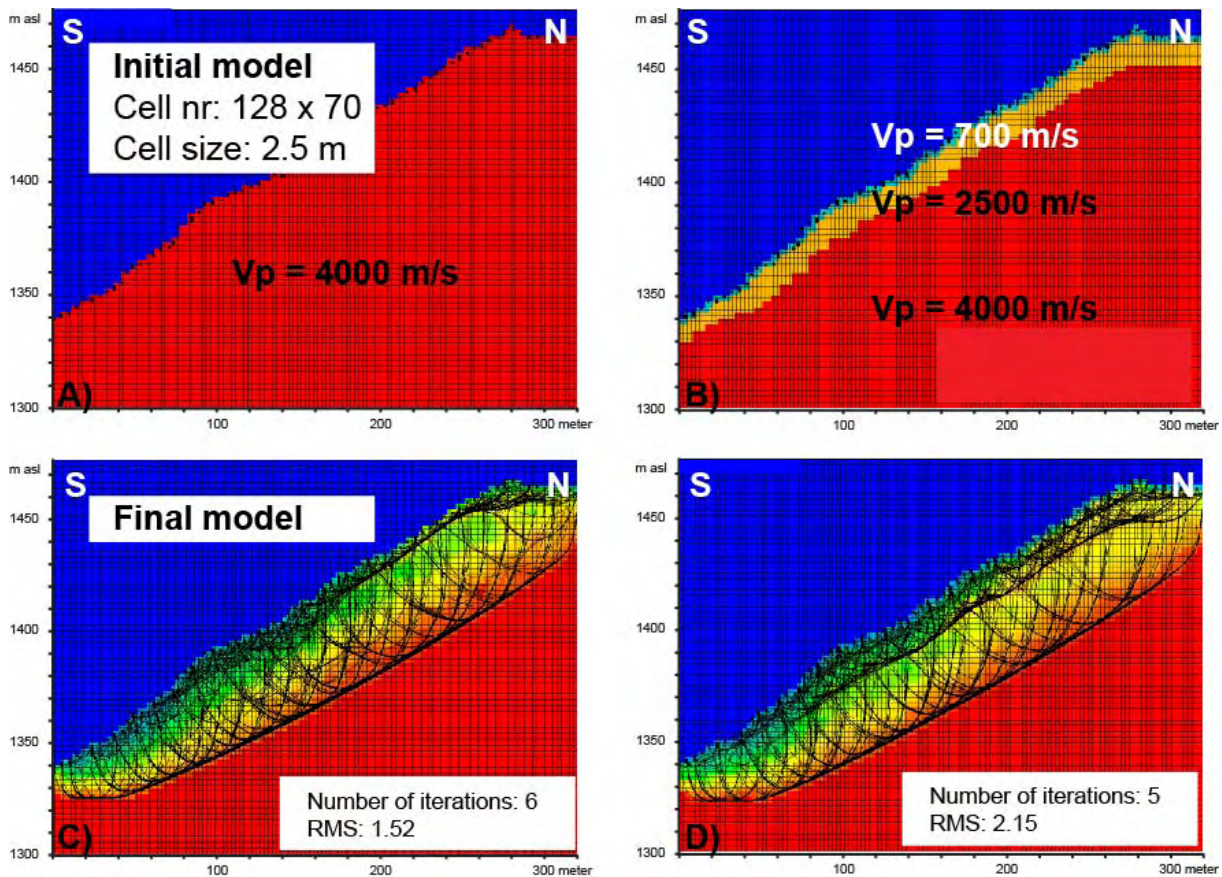 m asl
S
N
Initial model
Cell nr: 128 x 70
Cell size: 2.5 m
1450
1400
1350
1300
Vp = 4000 m/s
A)
100
200
300 meter
m asl
S
N
1450
1400
1350
1300
Vp = 700 m/s
Vp = 2500 m/s
Vp = 4000 m/s
B)
100
200
300 meter
m asl
S
N
Final model
1450
1400
1350
1300
Number of iterations: 6
RMS: 1.52
C)
100
200
300 meter
m asl
S
N
1450
1400
1350
1300
Number of iterations: 5
RMS: 2.15
D)
100
200
300 meter